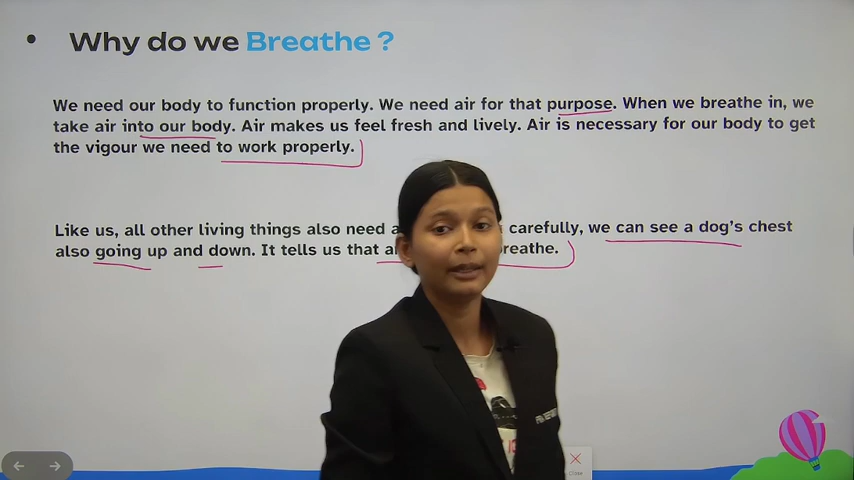 • Why do we Breathe ?
We need our body to function properly. We need air for that purpose. When we breathe in, we
take air into our body. Air makes us feel fresh and lively. Air is necessary for our body to get
the vigour we need to work properly.
Like us, all other living things also need a carefully, we can see a dog's chest
also going up and down. It tells us that reathe.
Close